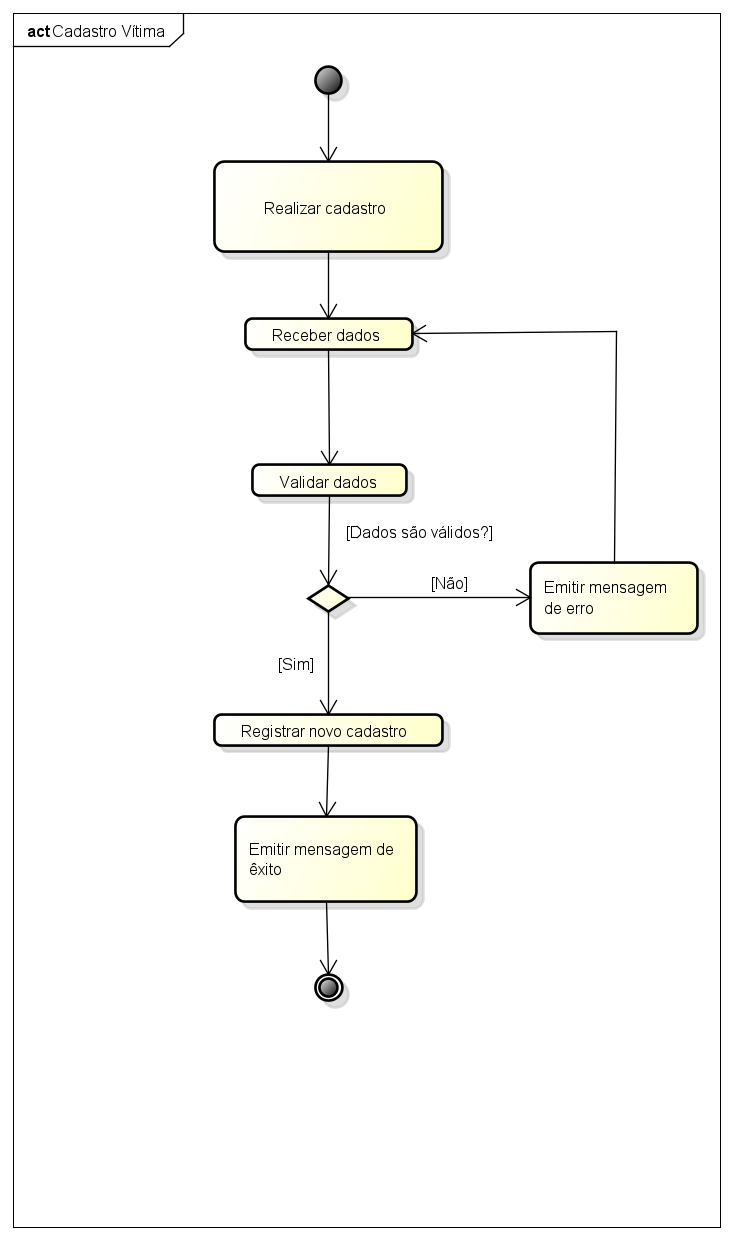 act Cadastro Vítima
Realizar cadastro
Receber dados
Validar dados
[Dados são válidos?]
[Não]
Emitir mensagem
de erro
[Sim]
Registrar novo cadastro
Emitir mensagem de
êxito